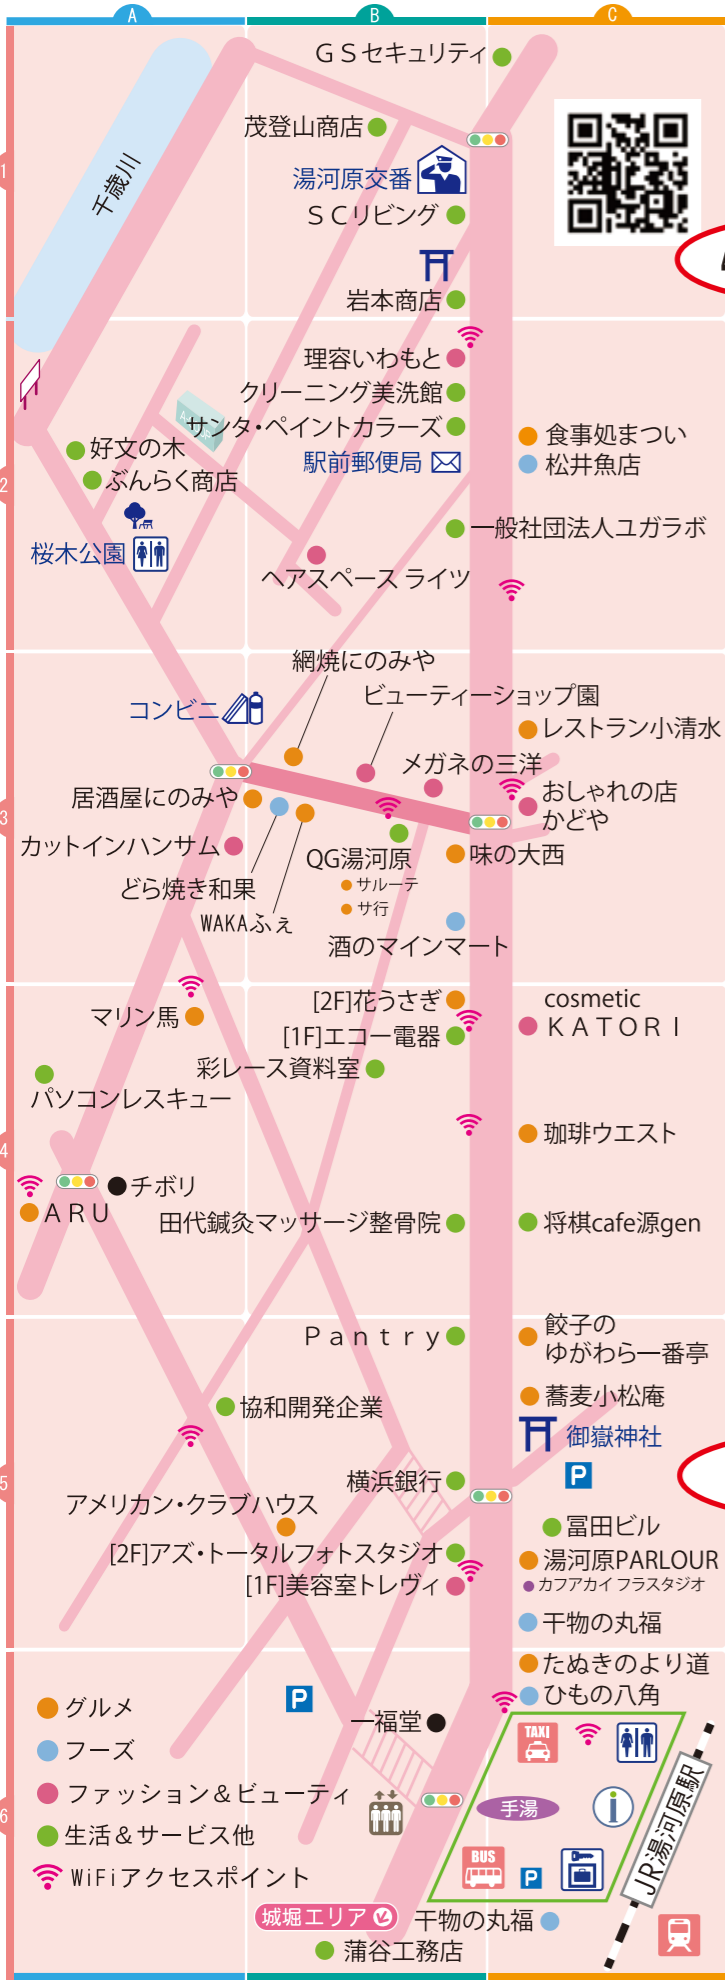 A
B
C
GSセキュリティ
茂登山商店
1
千歳川
湯河原交番
SCリビング
岩本商店
理容いわもと
クリーニング美洗館
サンタ・ペイントカラーズ
好文の木
ぶんらく商店
駅前郵便局
食事処まつい
松井魚店
2
一般社団法人ユガラボ
桜木公園
ヘアスペース ライツ
網焼にのみや
ビューティーショップ園
コンビニ
レストラン小清水
メガネの三洋
居酒屋にのみや
おしゃれの店
かどや
3
カットインハンサム
QG湯河原
味の大西
サルーテ
サ行
どら焼き和果
WAKAふぇ
酒のマインマート
[2F]花うさぎ
cosmetic
KATORI
マリン馬
[1F]エコー電器
彩レース資料室
パソコンレスキュー
珈琲ウエスト
4
チボリ
ARU
田代鍼灸マッサージ整骨院
将棋cafe源gen
Pantry
餃子の
ゆがわら一番亭
蕎麦小松庵
協和開発企業
御嶽神社
横浜銀行
P
5
アメリカン・クラブハウス
冨田ビル
[2F]アズ・トータルフォトスタジオ
湯河原PARLOUR
[1F]美容室トレヴィ
カフアカイ フラスタジオ
干物の丸福
たぬきのより道
ひもの八角
P
グルメ
一福堂
TAXI
フーズ
ファッション&ビューティ
手湯
i
6
生活&サービス他
WiFiアクセスポイント
BUS
P
JR湯河原駅
城堀エリア
干物の丸福
蒲谷工務店